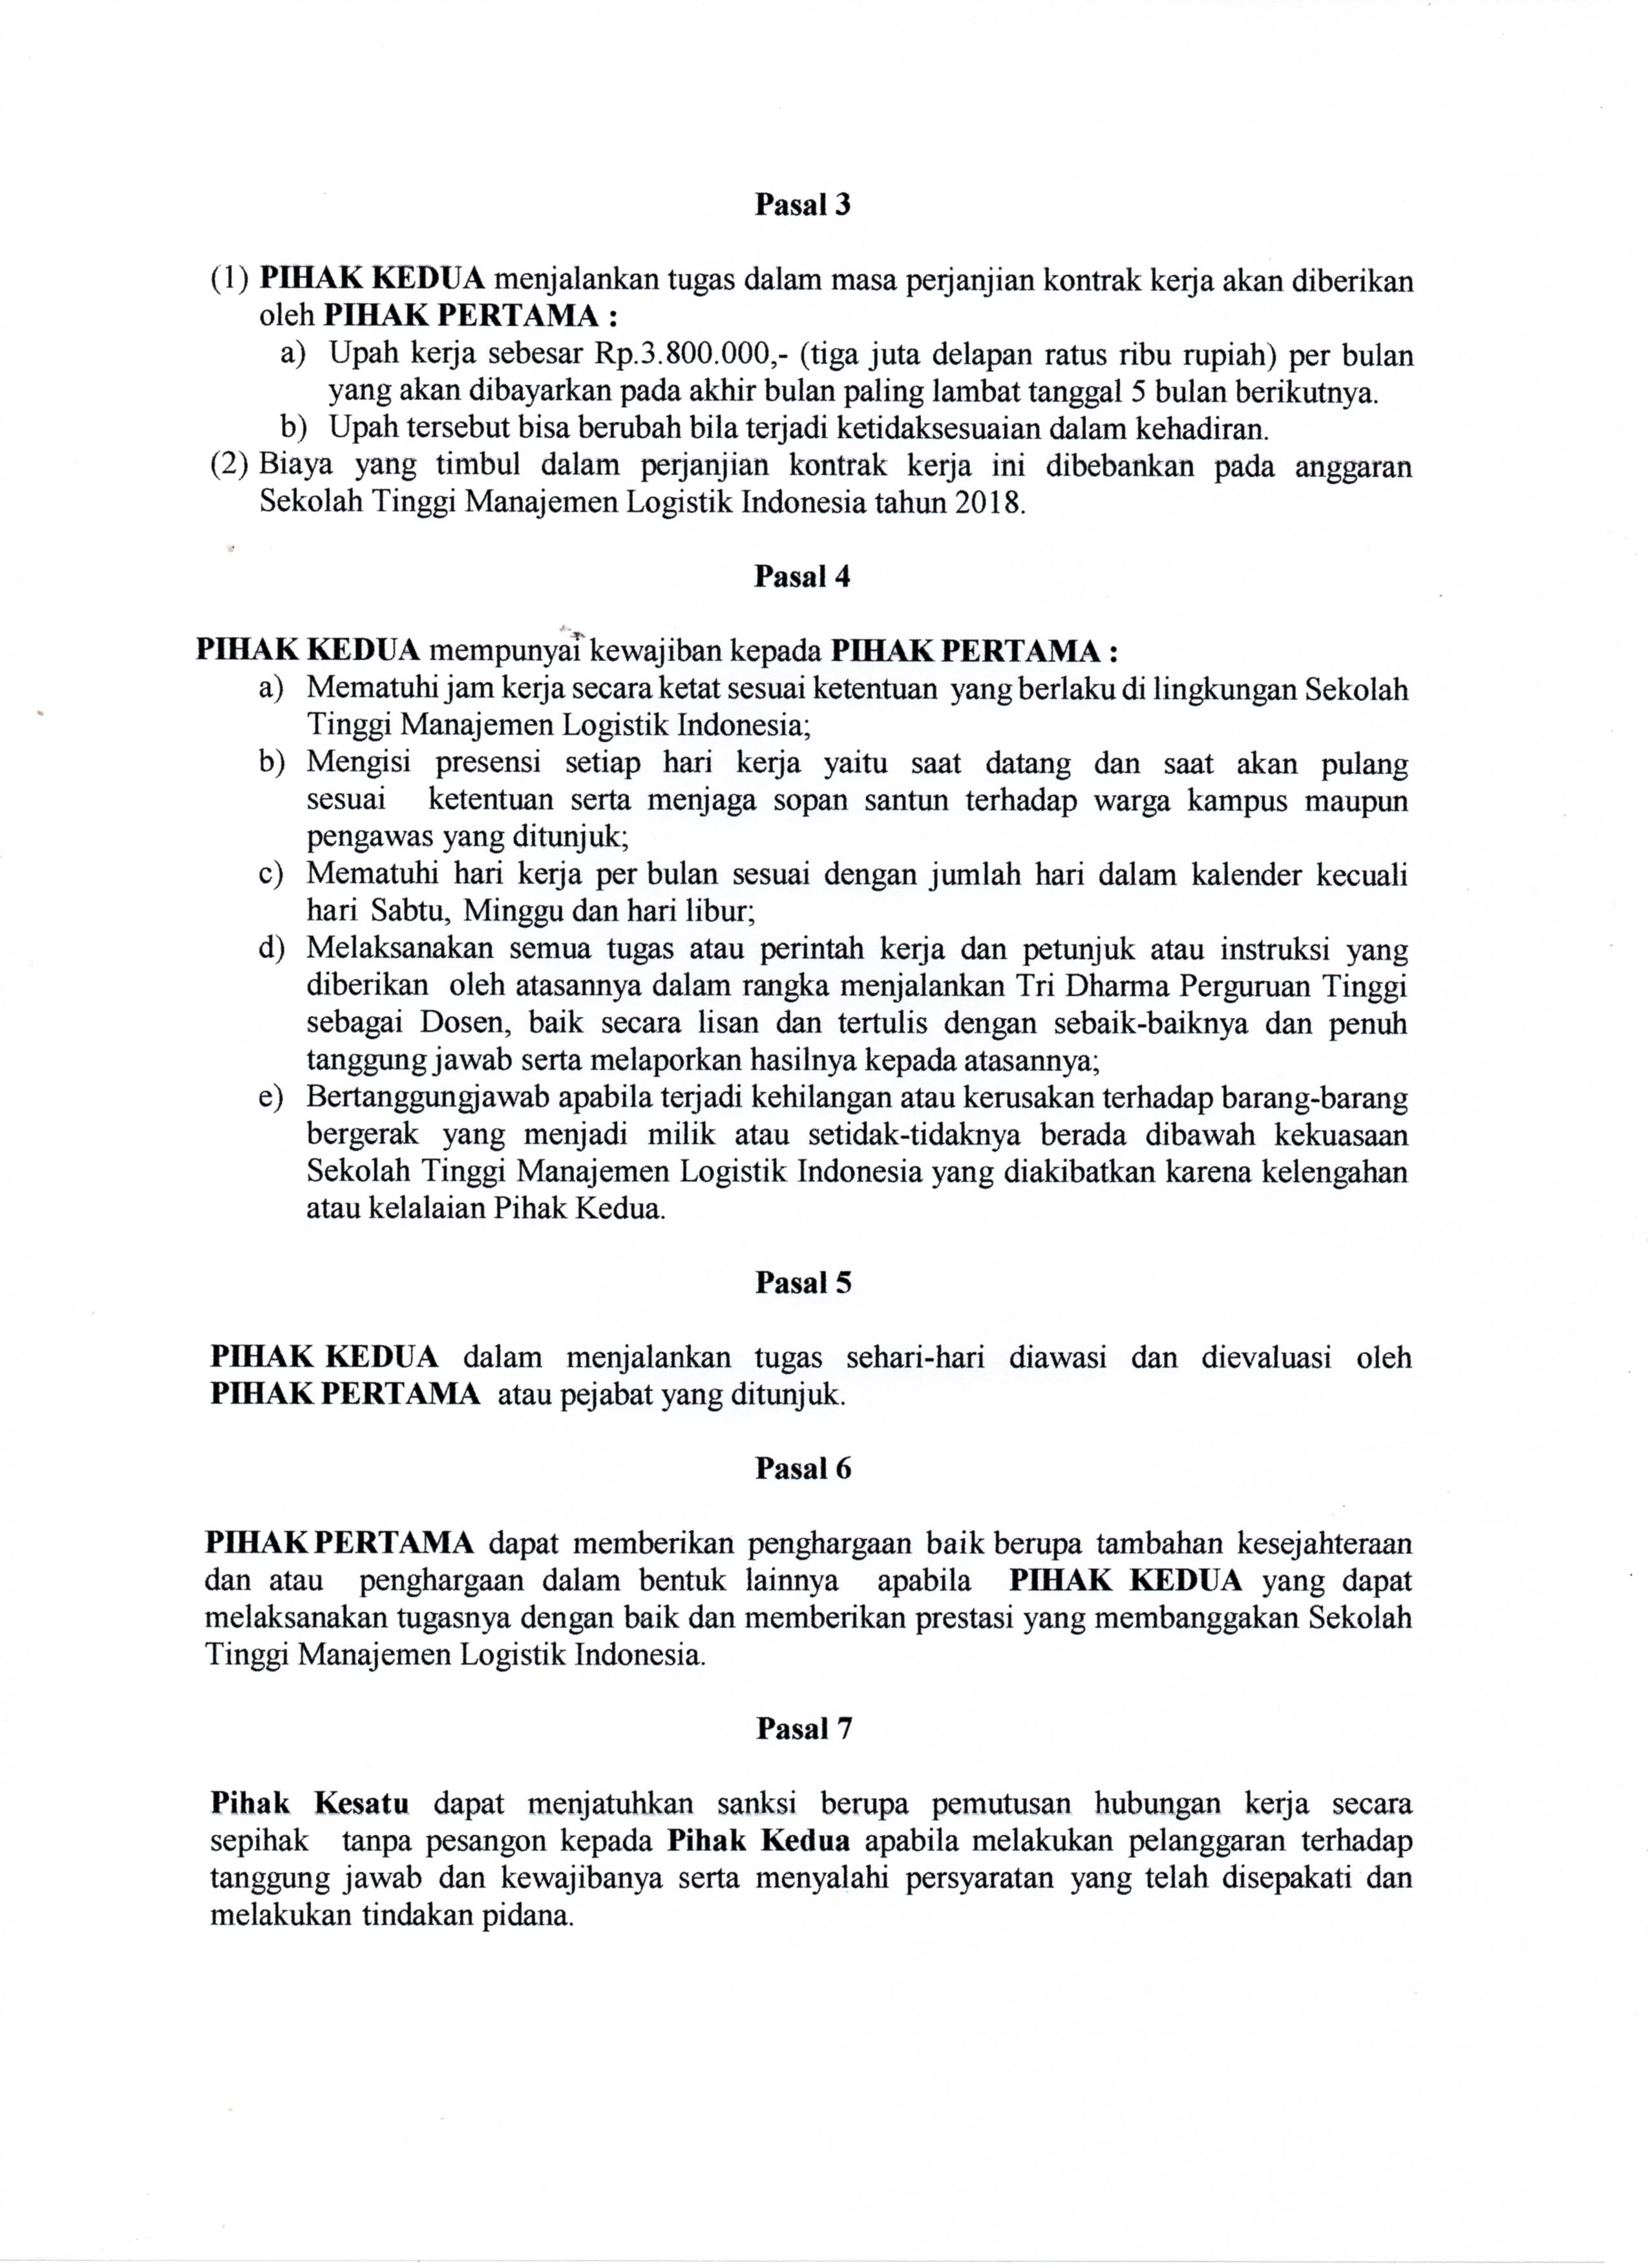 Pasal 3
(1) PIHAK KEDUA menjalankan tugas dalam masa perjanjian kontrak kerja akan diberikan
oleh PIHAK PERTAMA :
a) Upah kerja sebesar Rp.3.800.000,- (tiga juta delapan ratus ribu rupiah) per bulan
yang akan dibayarkan pada akhir bulan paling lambat tanggal 5 bulan berikutnya.
b) Upah tersebut bisa berubah bila terjadi ketidaksesuaian dalam kehadiran.
(2) Biaya yang timbul dalam perjanjian kontrak kerja ini dibebankan pada anggaran
Sekolah Tinggi Manajemen Logistik Indonesia tahun 2018.
Pasal 4
PIHAK KEDUA mempunyai kewajiban kepada PIHAK PERTAMA :
a) Mematuhi jam kerja secara ketat sesuai ketentuan yang berlaku di lingkungan Sekolah
Tinggi Manajemen Logistik Indonesia;
b) Mengisi presensi setiap hari kerja yaitu saat datang dan saat akan pulang
sesuai ketentuan serta menjaga sopan santun terhadap warga kampus maupun
pengawas yang ditunjuk;
c) Mematuhi hari kerja per bulan sesuai dengan jumlah hari dalam kalender kecuali
hari Sabtu, Minggu dan hari libur;
d) Melaksanakan semua tugas atau perintah kerja dan petunjuk atau instruksi yang
diberikan oleh atasannya dalam rangka menjalankan Tri Dharma Perguruan Tinggi
sebagai Dosen, baik secara lisan dan tertulis dengan sebaik-baiknya dan penuh
tanggung jawab serta melaporkan hasilnya kepada atasannya;
e) Bertanggungjawab apabila terjadi kehilangan atau kerusakan terhadap barang-barang
bergerak yang menjadi milik atau setidak-tidaknya berada dibawah kekuasaan
Sekolah Tinggi Manajemen Logistik Indonesia yang diakibatkan karena kelengahan
atau kelalaian Pihak Kedua.
Pasal 5
PIHAK KEDUA dalam menjalankan tugas sehari-hari diawasi dan dievaluasi oleh
PIHAK PERTAMA atau pejabat yang ditunjuk.
Pasal 6
PIHAK PERTAMA dapat memberikan penghargaan baik berupa tambahan kesejahteraan
dan atau penghargaan dalam bentuk lainnya apabila PIHAK KEDUA yang dapat
melaksanakan tugasnya dengan baik dan memberikan prestasi yang membanggakan Sekolah
Tinggi Manajemen Logistik Indonesia.
Pasal 7
Pihak Kesatu dapat menjatuhkan sanksi berupa pemutusan hubungan kerja secara
sepihak tanpa pesangon kepada Pihak Kedua apabila melakukan pelanggaran terhadap
tanggung jawab dan kewajibanya serta menyalahi persyaratan yang telah disepakati dan
melakukan tindakan pidana.